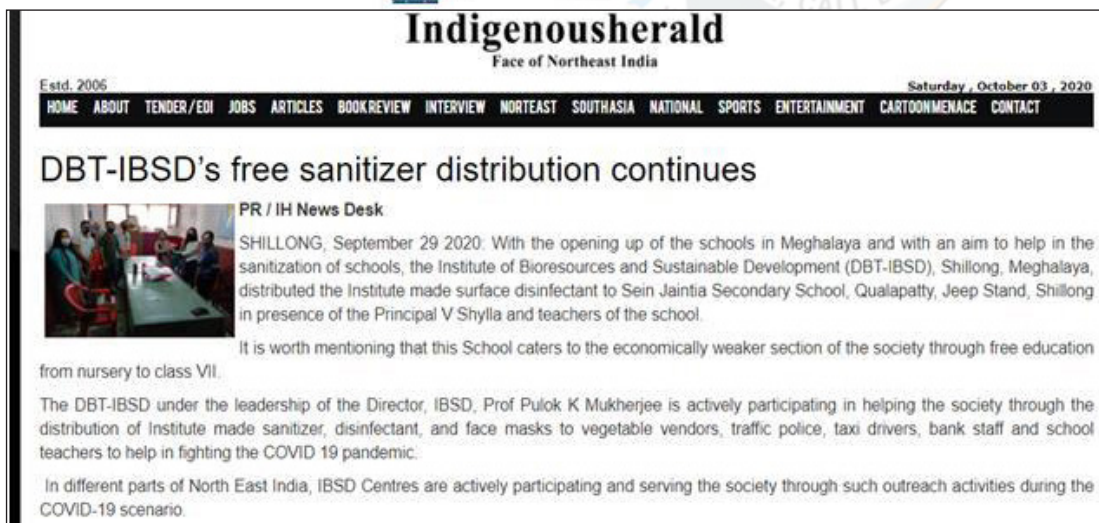 Indigenousherald
Face of Northeast India
Estd. 2006
Saturday , October 03 , 2020
HOME ABOUT TENDER/EOI JOBS ARTICLES BOOKREVIEW INTERVIEW NORTEAST SOUTHASIA NATIONAL SPORTS ENTERTAINMENT CARTOONMENACE CONTACT
DBT-IBSD’s free sanitizer distribution continues
PR / IH News Desk
SHILLONG, September 29 2020: With the opening up of the schools in Meghalaya and with an aim to help in the
sanitization of schools, the Institute of Bioresources and Sustainable Development (DBT-IBSD), Shillong, Meghalaya,
distributed the Institute made surface disinfectant to Sein Jaintia Secondary School, Qualapatty, Jeep Stand, Shillong
in presence of the Principal V Shylla and teachers of the school.
It is worth mentioning that this School caters to the economically weaker section of the society through free education
from nursery to class VII.
The DBT-IBSD under the leadership of the Director, IBSD, Prof Pulok K Mukherjee is actively participating in helping the society through the
distribution of Institute made sanitizer, disinfectant, and face masks to vegetable vendors, traffic police, taxi drivers, bank staff and school
teachers to help in fighting the COVID 19 pandemic.
In different parts of North East India, IBSD Centres are actively participating and serving the society through such outreach activities during the
COVID-19 scenario.